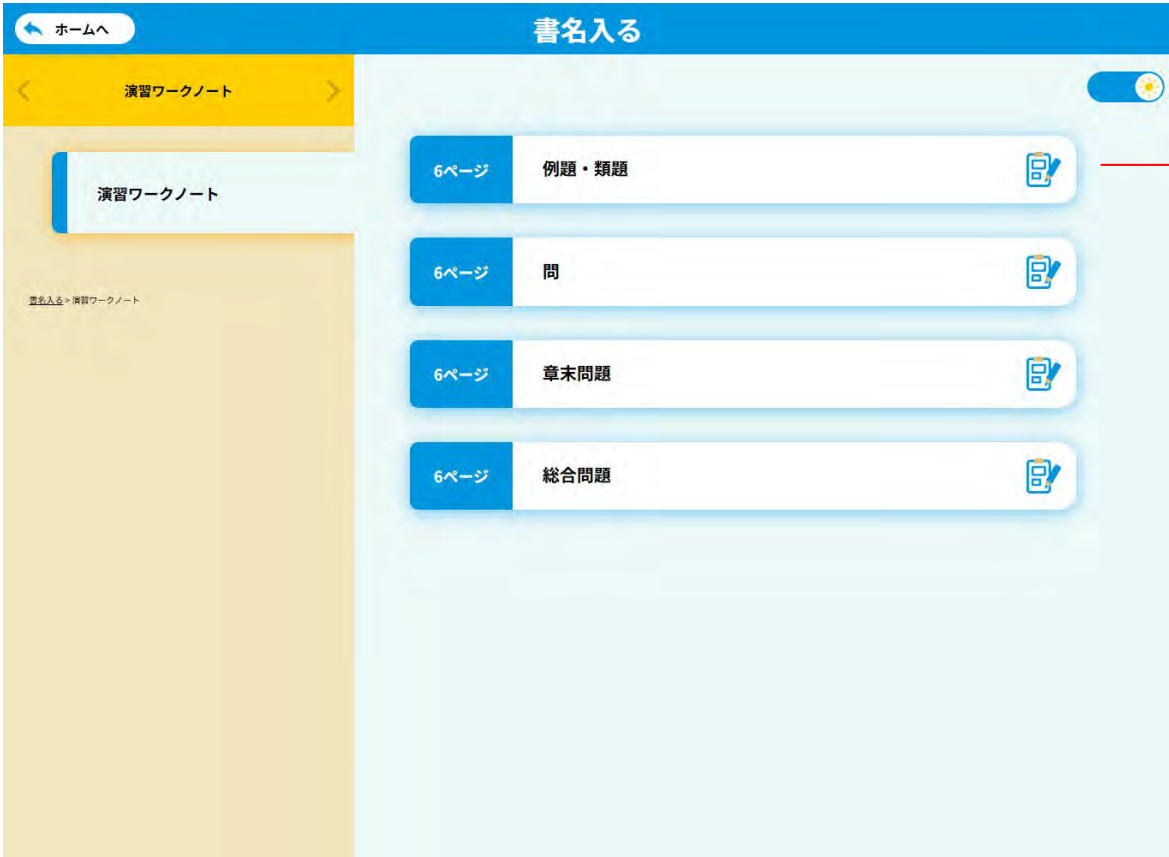 ホームへ
書名入る
演習ワークノート
演習ワークノート
書名入る > 演習ワークノート
6ページ 例題・類題
6ページ 問
6ページ 章末問題
6ページ 総合問題